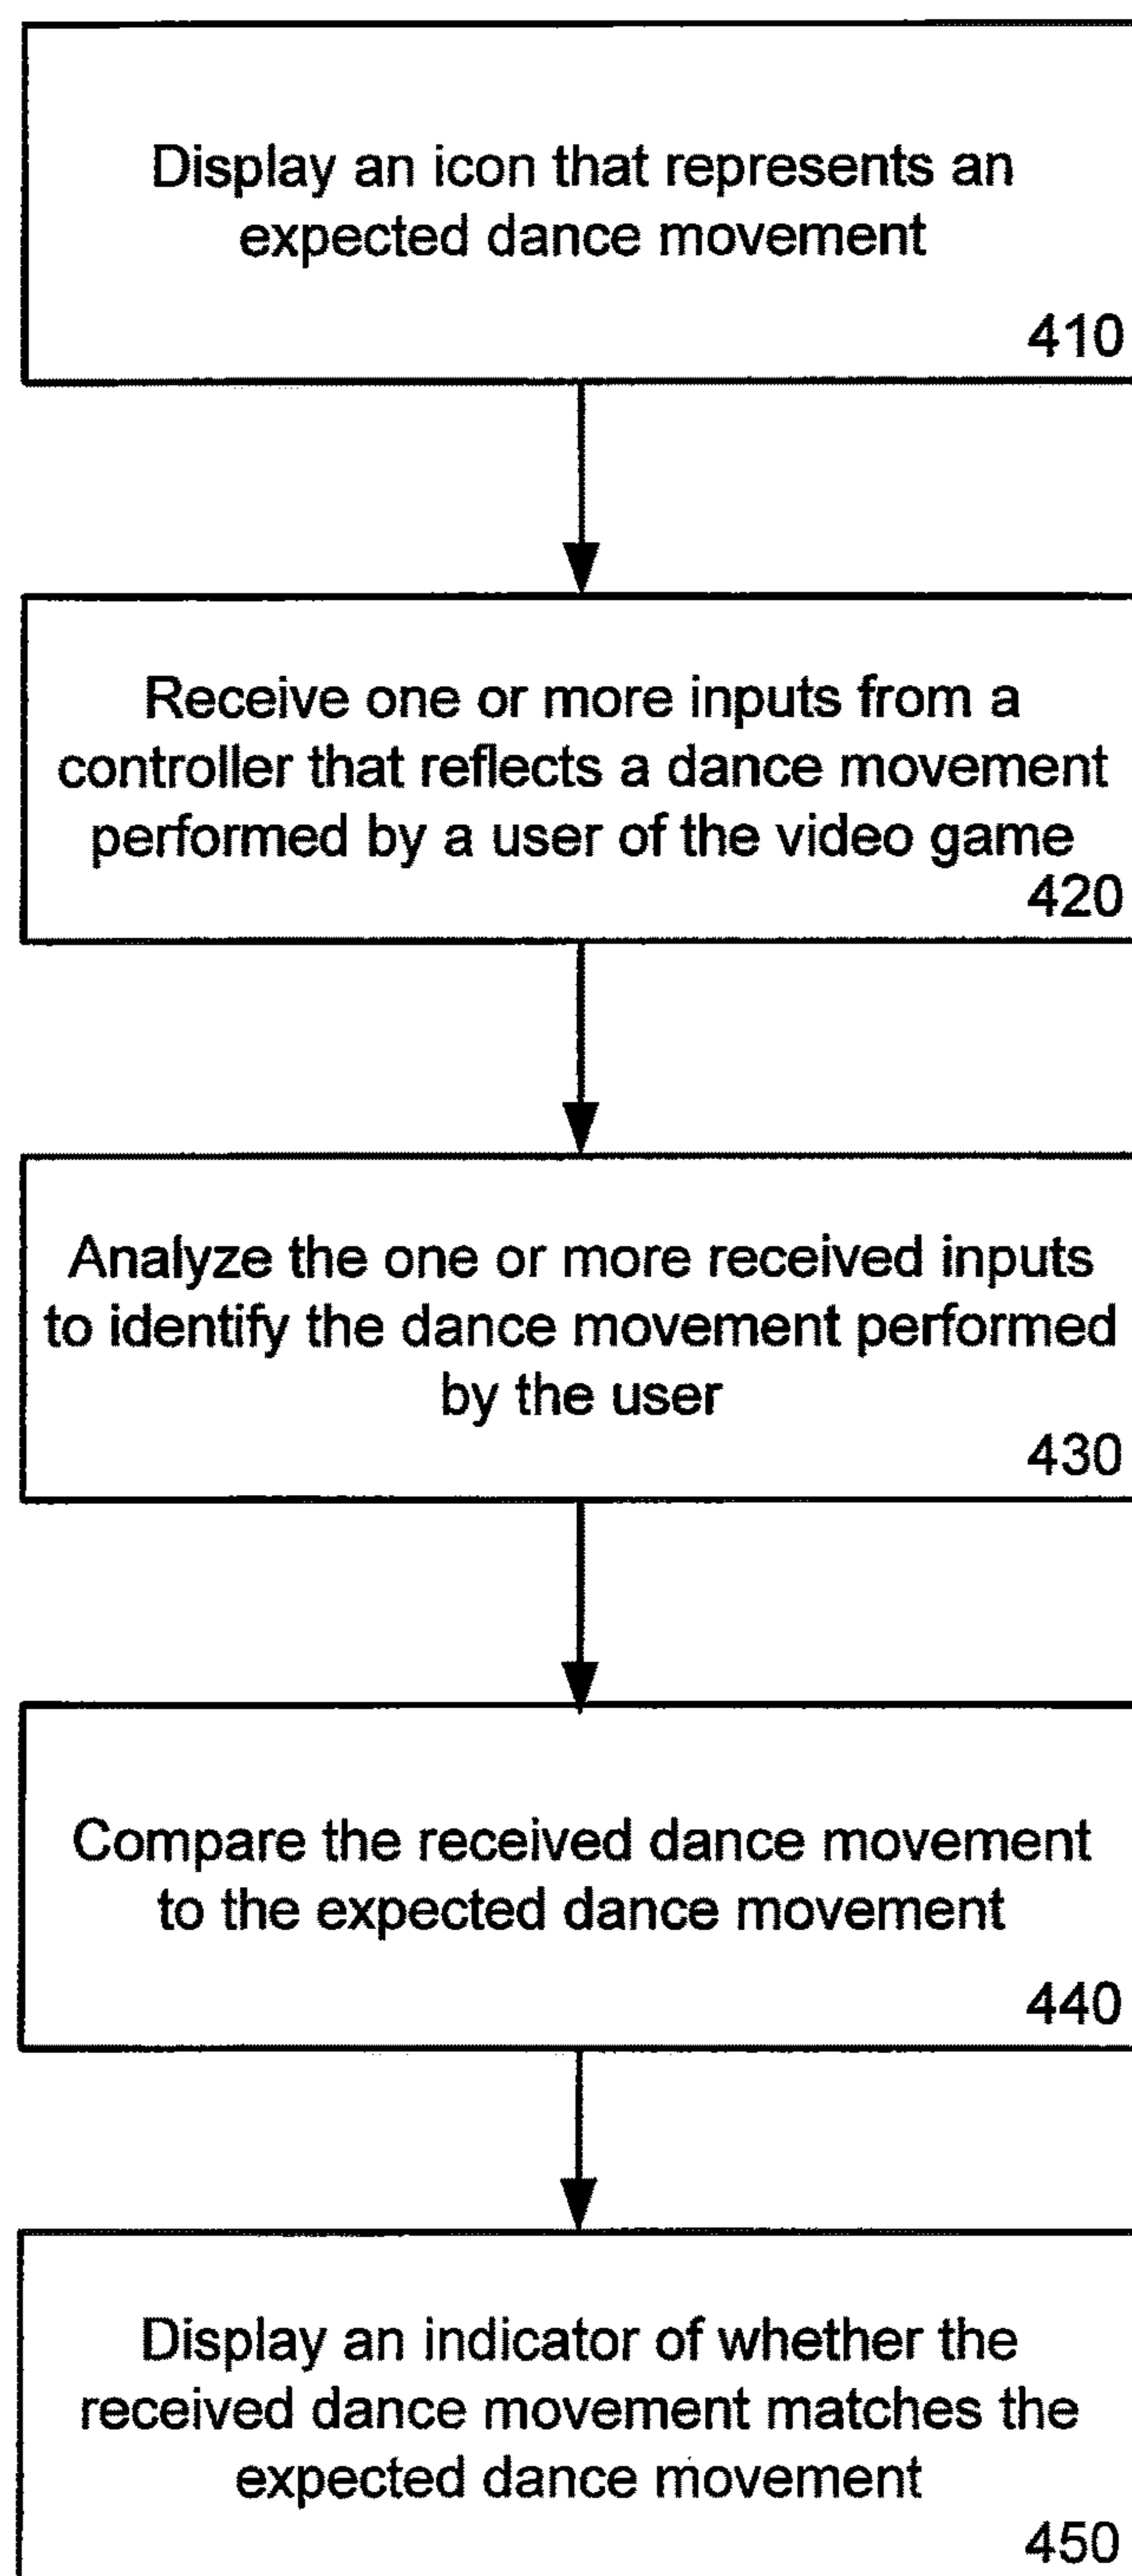 Display an icon that represents an
expected dance movement
410
Receive one or more inputs from a
controller that reflects a dance movement
performed by a user of the video game
420
Analyze the one or more received inputs
to identify the dance movement performed
by the user
430
Compare the received dance movement
to the expected dance movement
440
Display an indicator of whether the
received dance movement matches the
expected dance movement
450